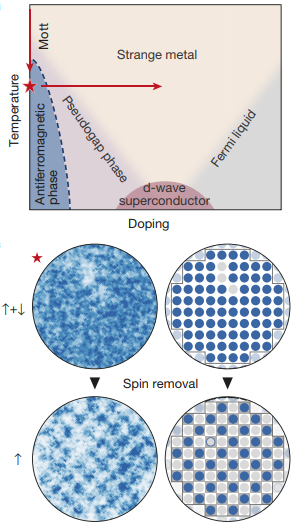 Mott
Strange metal
Temperature
Antiferromagnetic
phase
Pseudogap phase
Fermi liquid
d-wave
superconductor
Doping
↑+↓
Spin removal
↑